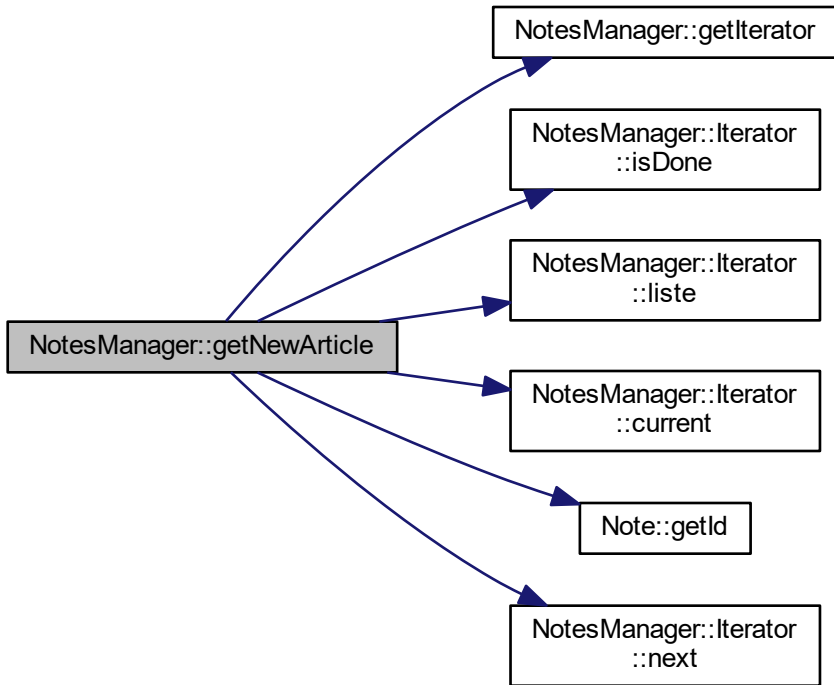 NotesManager::getIterator
NotesManager::Iterator
::isDone
NotesManager::Iterator
::liste
NotesManager::getNewArticle
NotesManager::Iterator
::current
Note::getId
NotesManager::Iterator
::next